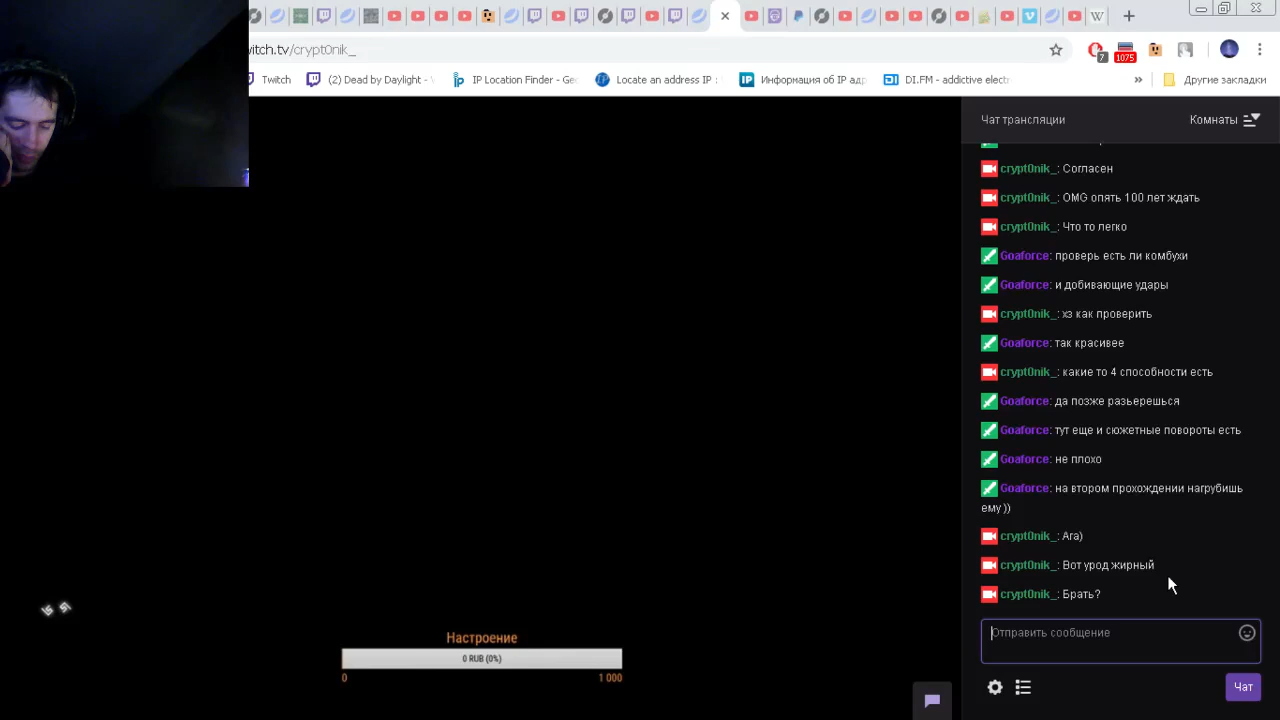 witch.tv/crypt0nik_
7
1075
Twitch
(2) Dead by Daylight -
IP Location Finder - Geo
Locate an address IP :
Информация об IP адр
DI.FM - addictive electr
»
Другие закладки
Чат трансляции
Комнаты
crypt0nik_: Согласен
crypt0nik_: OMG опять 100 лет ждать
crypt0nik_: Что то легко
Goaforce: проверь есть ли комбухи
Goaforce: и добивающие удары
crypt0nik_: хз как проверить
Goaforce: так красивее
crypt0nik_: какие то 4 способности есть
Goaforce: да позже разьерешься
Goaforce: тут еще и сюжетные повороты есть
Goaforce: не плохо
Goaforce: на втором прохождении нагрубишь
ему ))
crypt0nik_: Ага)
crypt0nik_: Вот урод жирный
crypt0nik_: Брать?
Отправить сообщение
Чат
Настроение
0 RUB (0%)
0
1 000